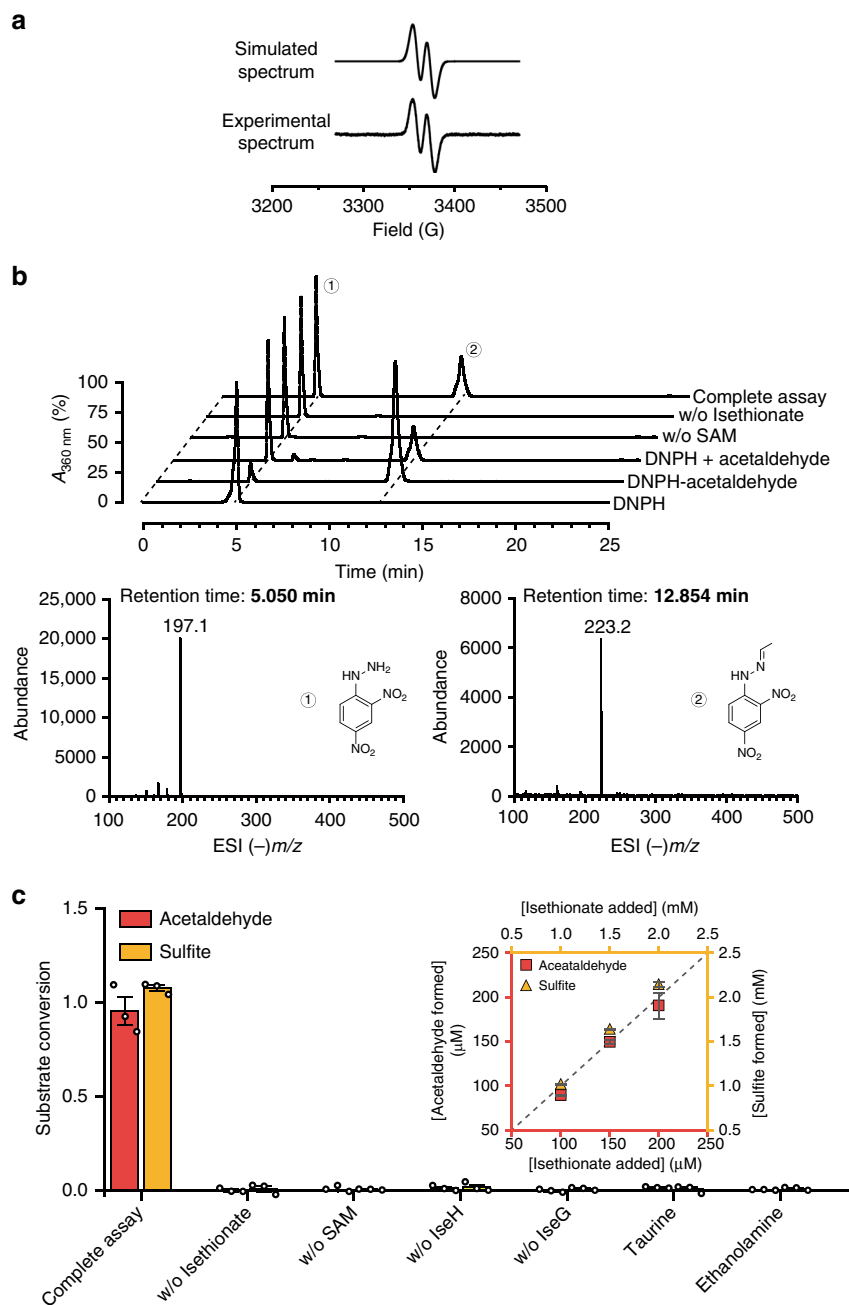 a
Simulated
spectrum
Experimental
spectrum
3200 3300 3400 3500
Field (G)
b
①
②
100
75
50
25
0
A360 nm (%)
Complete assay
w/o Isethionate
w/o SAM
DNPH + acetaldehyde
DNPH-acetaldehyde
DNPH
0 5 10 15 20 25
Time (min)
Retention time: 5.050 min
25,000
20,000
15,000
10,000
5000
0
Abundance
197.1
①
HN
NH2
NO2
NO2
100 200 300 400 500
ESI (–)m/z
Retention time: 12.854 min
8000
6000
4000
2000
0
Abundance
223.2
②
N
HN
NO2
NO2
100 200 300 400 500
ESI (–)m/z
c
1.5
1.0
0.5
0.0
Substrate conversion
Acetaldehyde
Sulfite
Complete assay
w/o Isethionate
w/o SAM
w/o IseH
w/o IseG
Taurine
Ethanolamine
[Isethionate added] (mM)
0.5 1.0 1.5 2.0 2.5
250
200
150
100
50
[Acetaldehyde formed]
(μM)
Aceataldehyde
Sulfite
2.5
2.0
1.5
1.0
0.5
[Sulfite formed] (mM)
50 100 150 200 250
[Isethionate added] (μM)